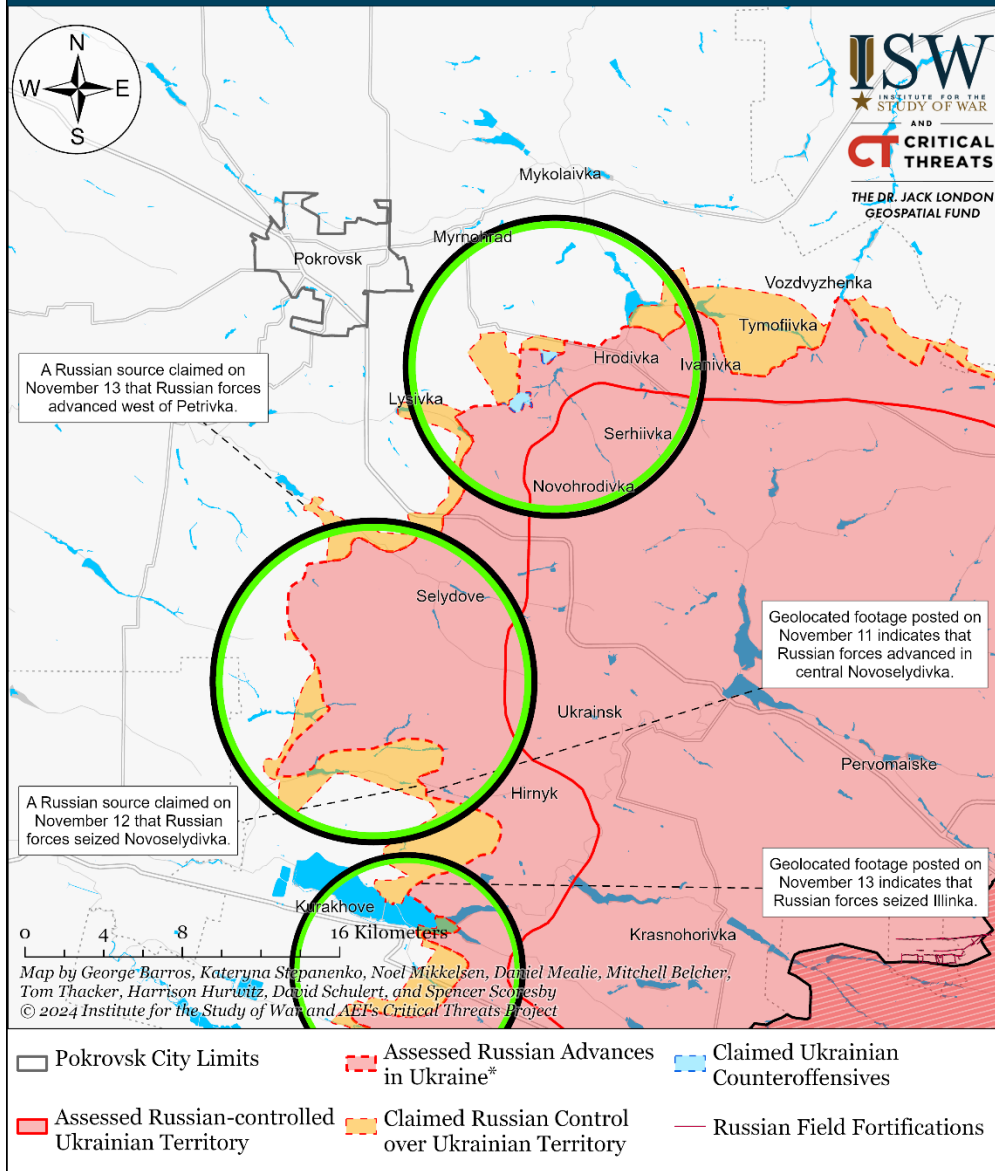 N
W
E
S
ISW
INSTITUTE FOR THE
STUDY OF WAR
AND
CT CRITICAL
THREATS
THE DR. JACK LONDON
GEOSPATIAL FUND
Mykolaivka
Myrnohrad
Pokrovsk
Vozdvyzhenka
Tymofiivka
Hrodivka
Ivanivka
A Russian source claimed on
November 13 that Russian forces
advanced west of Petrivka.
Lysivka
Serhiivka
Novohrodivka
Selydove
Geolocated footage posted on
November 11 indicates that
Russian forces advanced in
central Novoselydivka.
Ukrainsk
Pervomaiske
Hirnyk
A Russian source claimed on
November 12 that Russian
forces seized Novoselydivka.
Geolocated footage posted on
November 13 indicates that
Russian forces seized Illinka.
Kurakhove
Krasnohorivka
0 4 8 16 Kilometers
Map by George Barros, Kateryna Stepanenko, Noel Mikkelsen, Daniel Mealie, Mitchell Belcher,
Tom Thacker, Harrison Hurwitz, David Schulert, and Spencer Scoresby
© 2024 Institute for the Study of War and AEI's Critical Threats Project
Pokrovsk City Limits
Assessed Russian Advances
in Ukraine*
Claimed Ukrainian
Counteroffensives
Assessed Russian-controlled
Ukrainian Territory
Claimed Russian Control
over Ukrainian Territory
Russian Field Fortifications